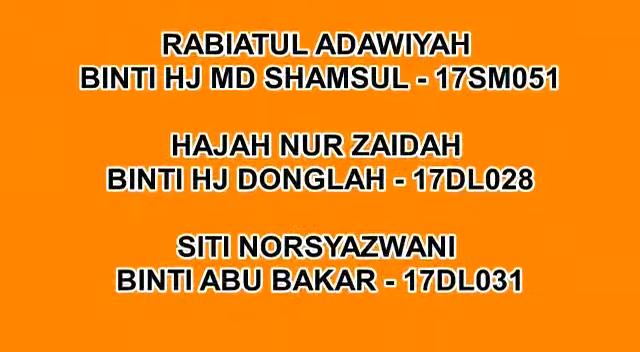 RABIATUL ADAWIYAH
BINTI HJ MD SHAMSUL - 17SM051
HAJAH NUR ZAIDAH
BINTI HJ DONGLAH - 17DL028
SITI NORSYAZWANI
BINTI ABU BAKAR - 17DL031